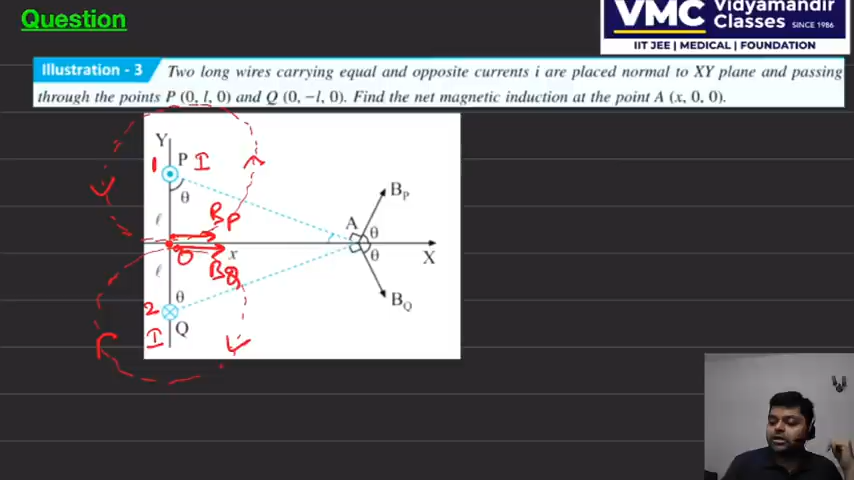 Question
VMC Vidyamandir Classes SINCE 1986
IIT JEE | MEDICAL | FOUNDATION
Illustration - 3 Two long wires carrying equal and opposite currents i are placed normal to XY plane and passing
through the points P (0, l, 0) and Q (0, −l, 0). Find the net magnetic induction at the point A (x, 0, 0).
Y
1 P I
θ
ℓ
B_P
B_P
A θ
O x
θ X
B_Q
ℓ
θ
B_Q
2
I Q